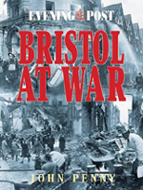 EVENING POST
BRISTOL
AT WAR
JOHN PENNY